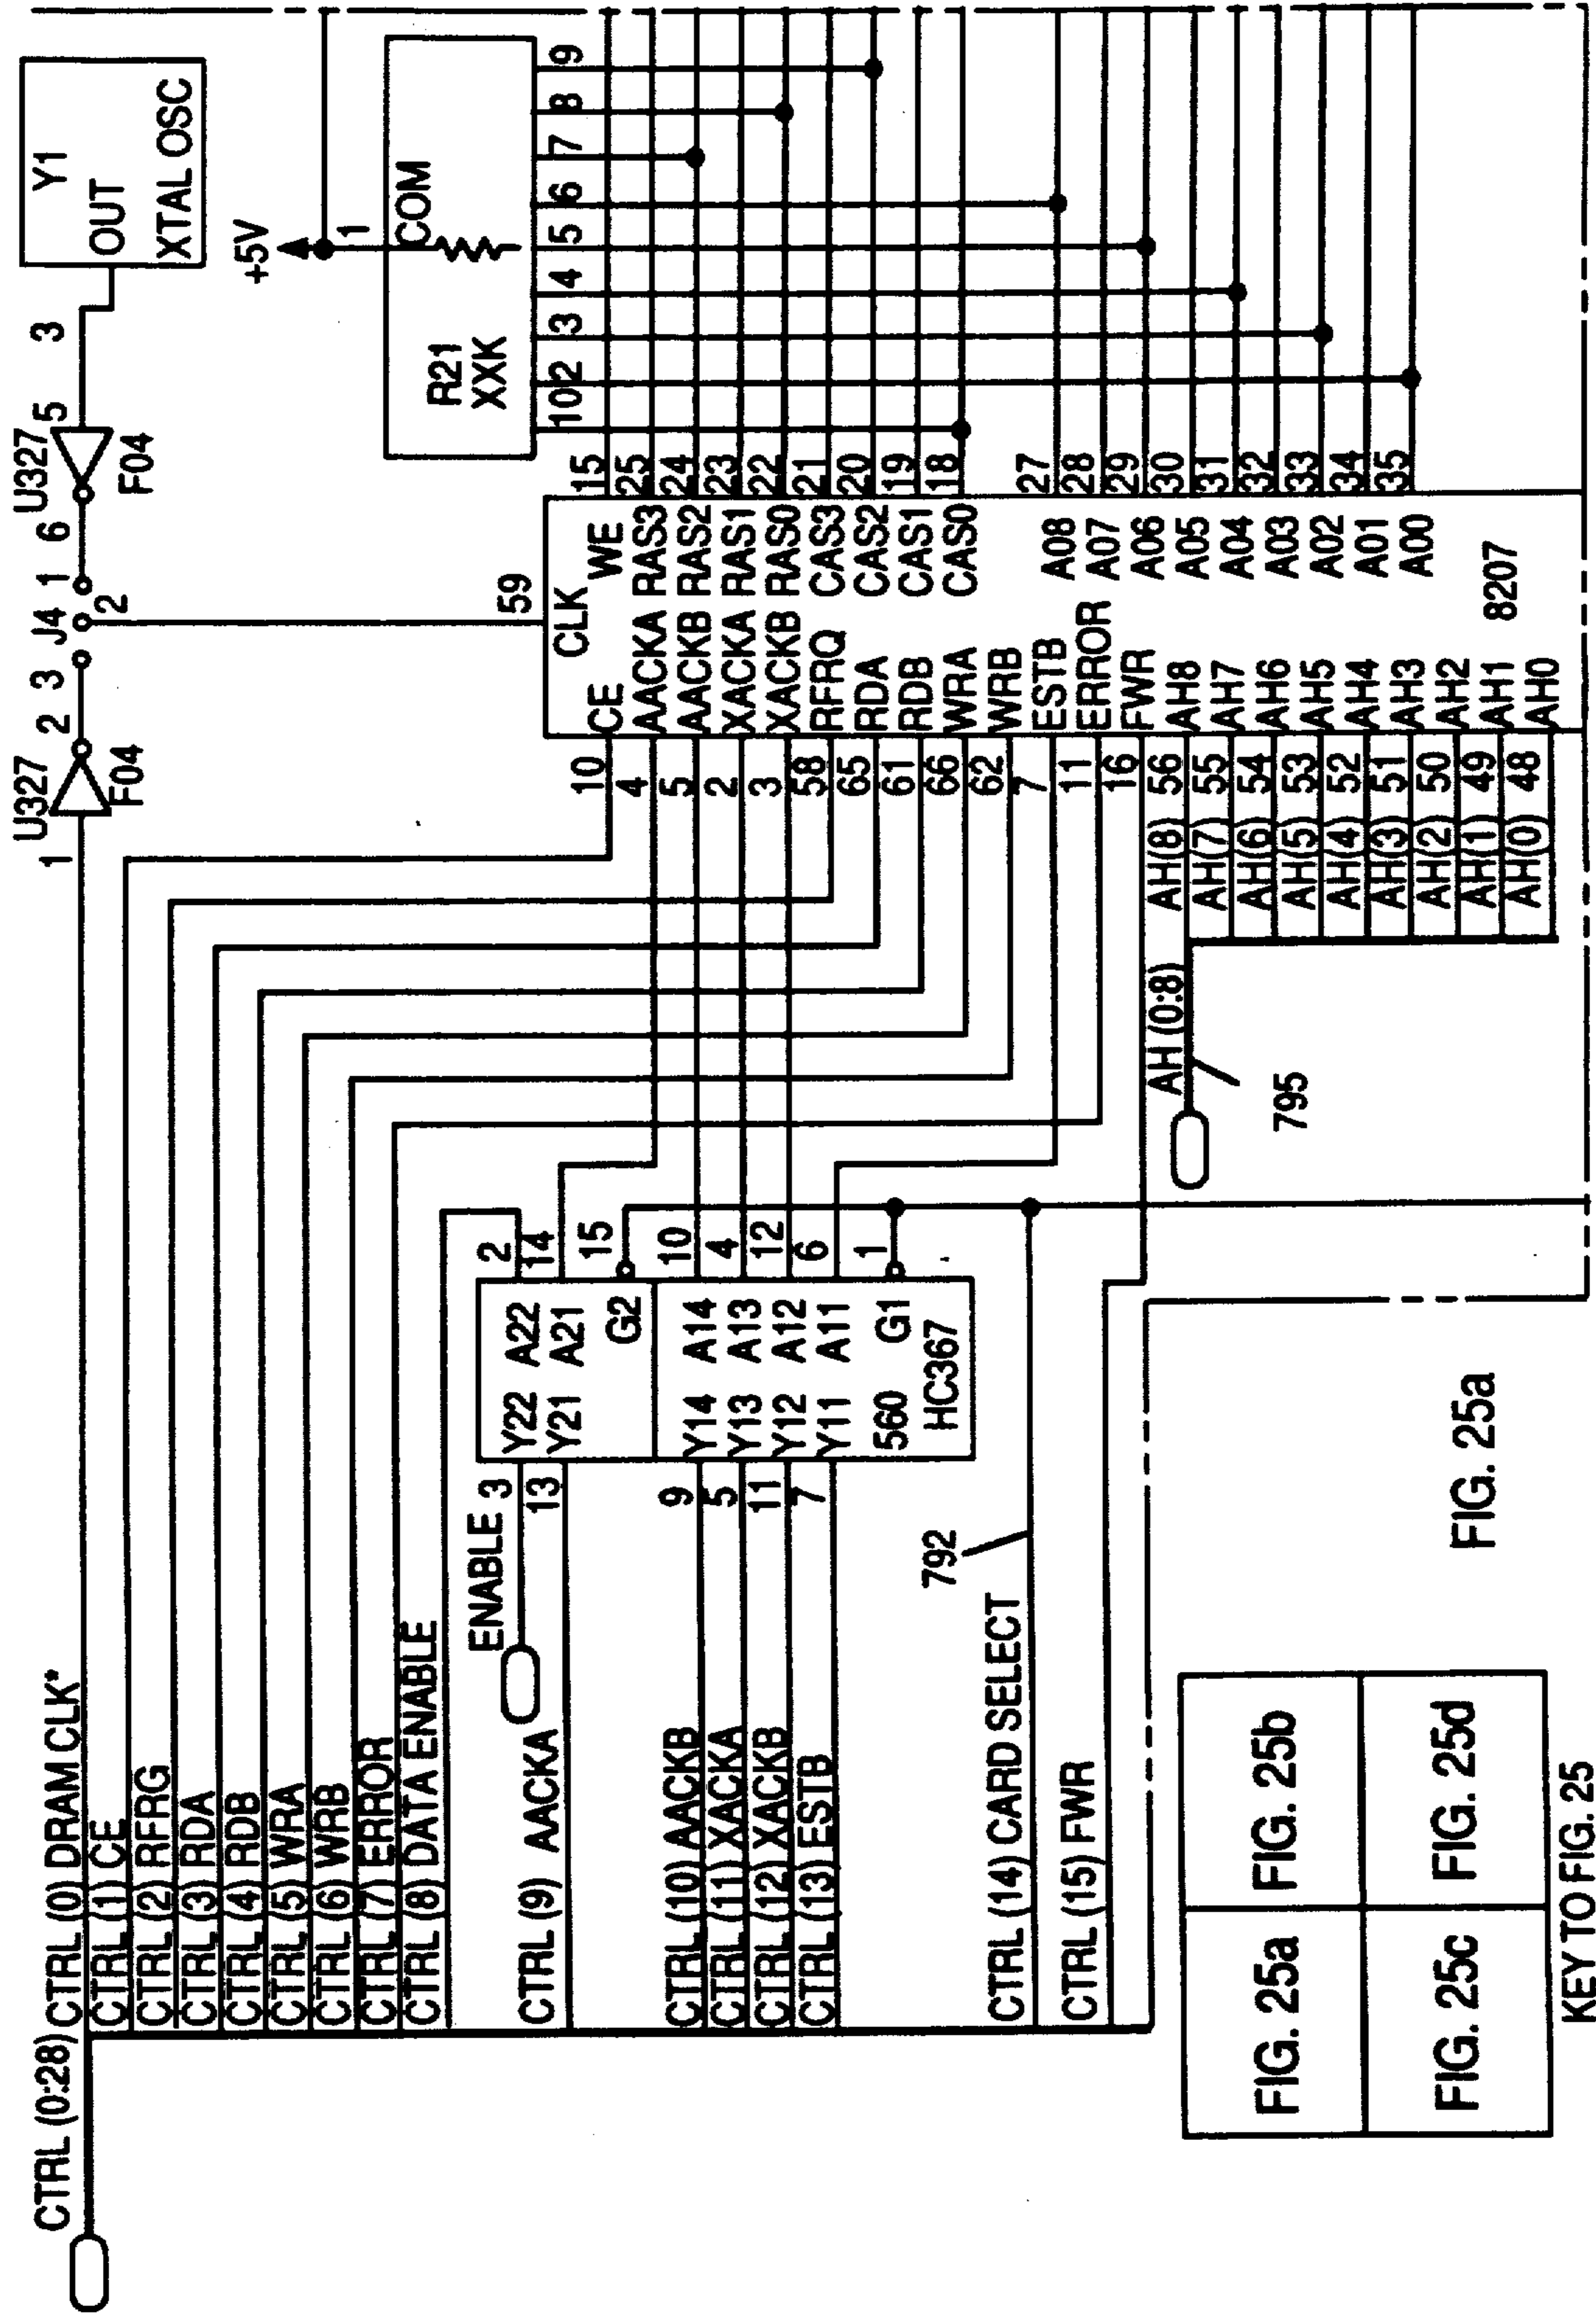 CTRL (0:28)
CTRL (0) DRAM CLK*
CTRL (1) CE
CTRL (2) RFRG
CTRL (3) RDA
CTRL (4) RDB
CTRL (5) WRA
CTRL (6) WRB
CTRL (7) ERROR
CTRL (8) DATA ENABLE
ENABLE
CTRL (9) AACKA
CTRL (10) AACKB
CTRL (11) XACKA
CTRL (12) XACKB
CTRL (13) ESTB
792
CTRL (14) CARD SELECT
CTRL (15) FWR
3 Y22 A22 2
13 Y21 A21 14
G2 15
9 Y14 A14 10
5 Y13 A13 4
11 Y12 A12 12
7 Y11 A11 6
560 G1 1
HC367
1 U327 2 3 J4 1 6 U327 5 3
F04
2
F04
Y1
OUT
XTAL OSC
+5V
1
COM
R21
XXK
10 2 3 4 5 6 7 8 9
59
CLK
10 CE WE 15
4 AACKA RAS3 25
5 AACKB RAS2 24
2 XACKA RAS1 23
3 XACKB RAS0 22
58 RFRQ CAS3 21
65 RDA CAS2 20
61 RDB CAS1 19
66 WRA CAS0 18
62 WRB
7 ESTB A08 27
11 ERROR A07 28
16 FWR A06 29
AH(8) 56 AH8 A05 30
AH(7) 55 AH7 A04 31
AH(6) 54 AH6 A03 32
AH(5) 53 AH5 A02 33
AH(4) 52 AH4 A01 34
AH(3) 51 AH3 A00 35
AH(2) 50 AH2
AH(1) 49 AH1
AH(0) 48 AH0
8207
AH (0:8)
795
FIG. 25a
FIG. 25a FIG. 25b
FIG. 25c FIG. 25d
KEY TO FIG. 25